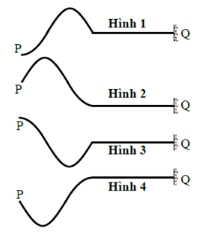 Hình 1
P Q
P
Hình 2 Q
P
Hình 3 Q
P Hình 4 Q